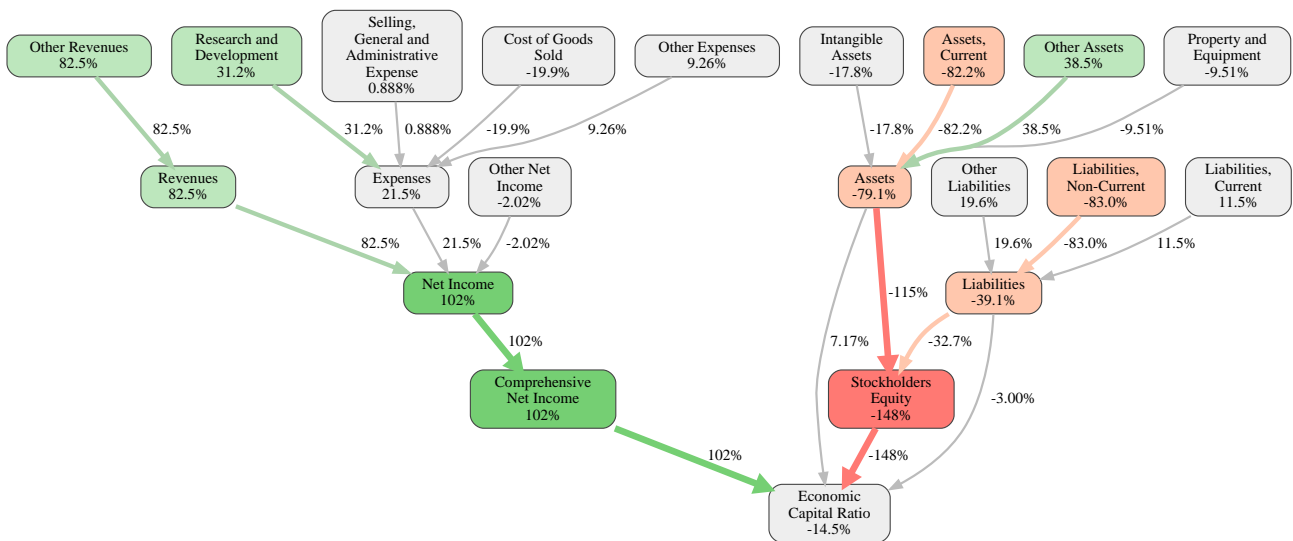 Other Revenues
82.5%
Research and
Development
31.2%
Selling,
General and
Administrative
Expense
0.888%
Cost of Goods
Sold
-19.9%
Other Expenses
9.26%
Intangible
Assets
-17.8%
Assets,
Current
-82.2%
Other Assets
38.5%
Property and
Equipment
-9.51%
82.5%
31.2%
0.888%
-19.9%
9.26%
-17.8%
-82.2%
38.5%
-9.51%
Revenues
82.5%
Expenses
21.5%
Other Net
Income
-2.02%
Assets
-79.1%
Other
Liabilities
19.6%
Liabilities,
Non-Current
-83.0%
Liabilities,
Current
11.5%
82.5%
21.5%
-2.02%
19.6%
-83.0%
11.5%
Net Income
102%
-115%
Liabilities
-39.1%
102%
7.17%
-32.7%
Comprehensive
Net Income
102%
Stockholders
Equity
-148%
-3.00%
102%
-148%
Economic
Capital Ratio
-14.5%